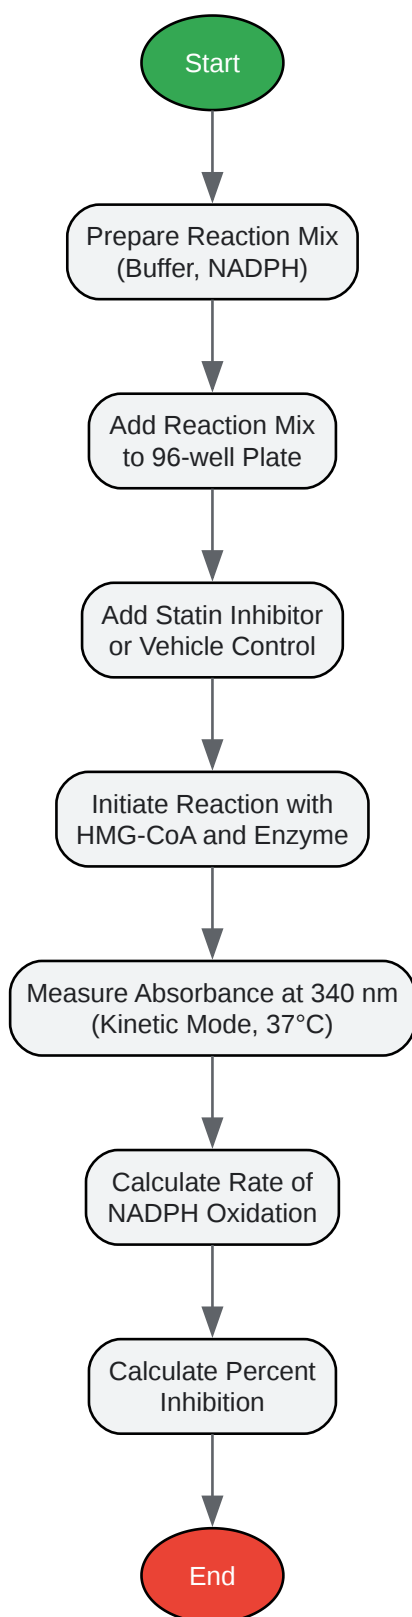 Start
Prepare Reaction Mix
(Buffer, NADPH)
Add Reaction Mix
to 96-well Plate
Add Statin Inhibitor
or Vehicle Control
Initiate Reaction with
HMG-CoA and Enzyme
Measure Absorbance at 340 nm
(Kinetic Mode, 37°C)
Calculate Rate of
NADPH Oxidation
Calculate Percent
Inhibition
End